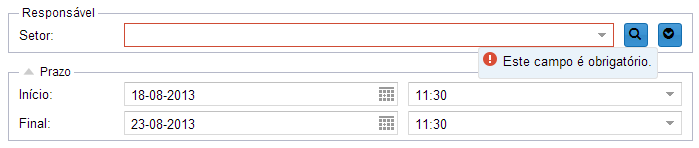 Responsável
Setor:
Este campo é obrigatório.
Prazo
Início: 18-08-2013 11:30
Final: 23-08-2013 11:30